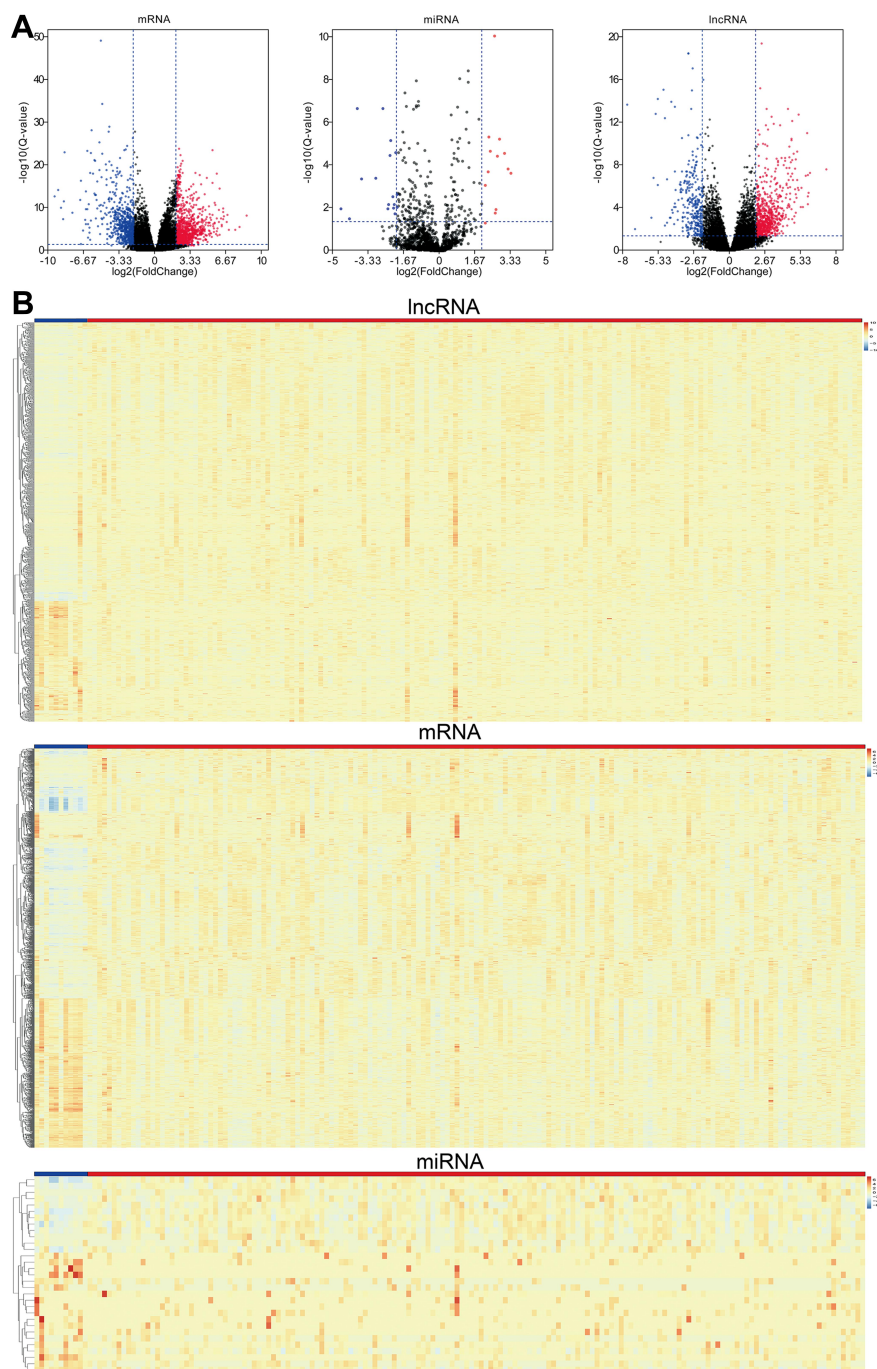 A
mRNA
miRNA
lncRNA
-log10(Q-value)
50
40
30
20
10
0
-10 -6.67 -3.33 0 3.33 6.67 10
log2(FoldChange)
-log10(Q-value)
10
8
6
4
2
0
-5 -3.33 -1.67 0 1.67 3.33 5
log2(FoldChange)
-log10(Q-value)
20
16
12
8
4
0
-8 -5.33 -2.67 0 2.67 5.33 8
log2(FoldChange)
B
lncRNA
mRNA
miRNA